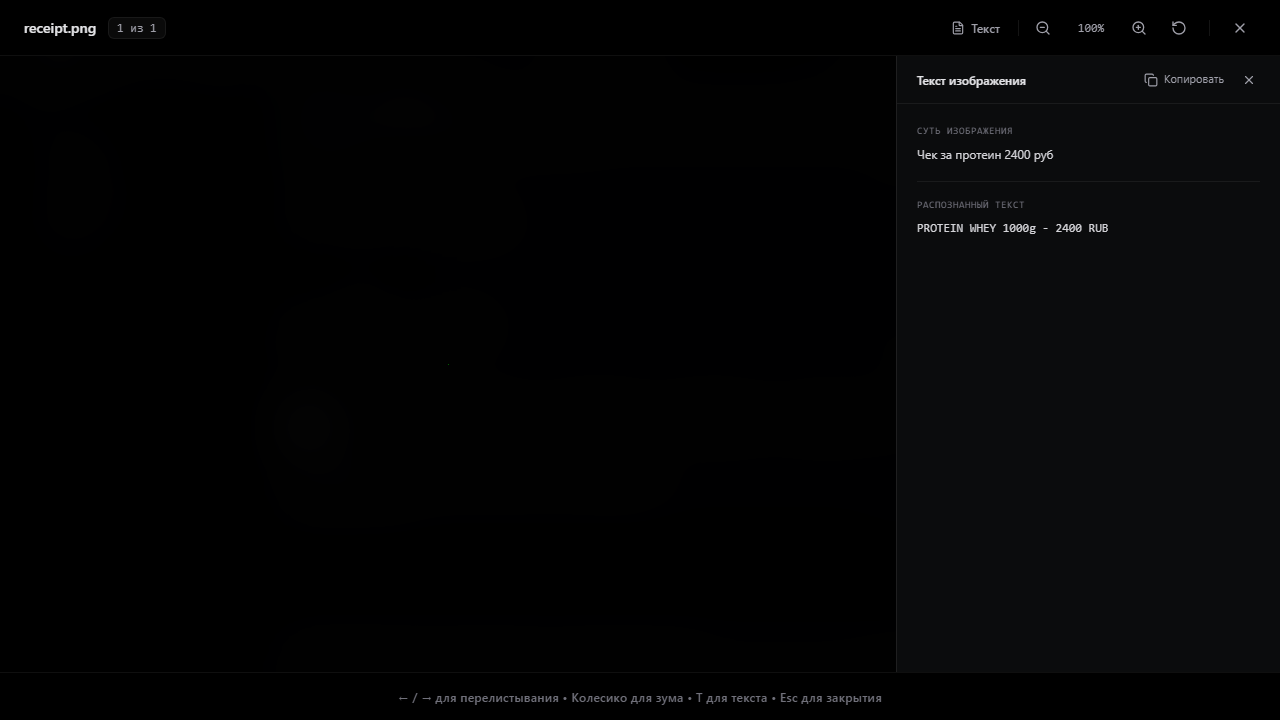 receipt.png
1 из 1
Текст
100%
Текст изображения
Копировать
СУТЬ ИЗОБРАЖЕНИЯ
Чек за протеин 2400 руб
РАСПОЗНАННЫЙ ТЕКСТ
PROTEIN WHEY 1000g - 2400 RUB
← / → для перелистывания • Колесико для зума • T для текста • Esc для закрытия